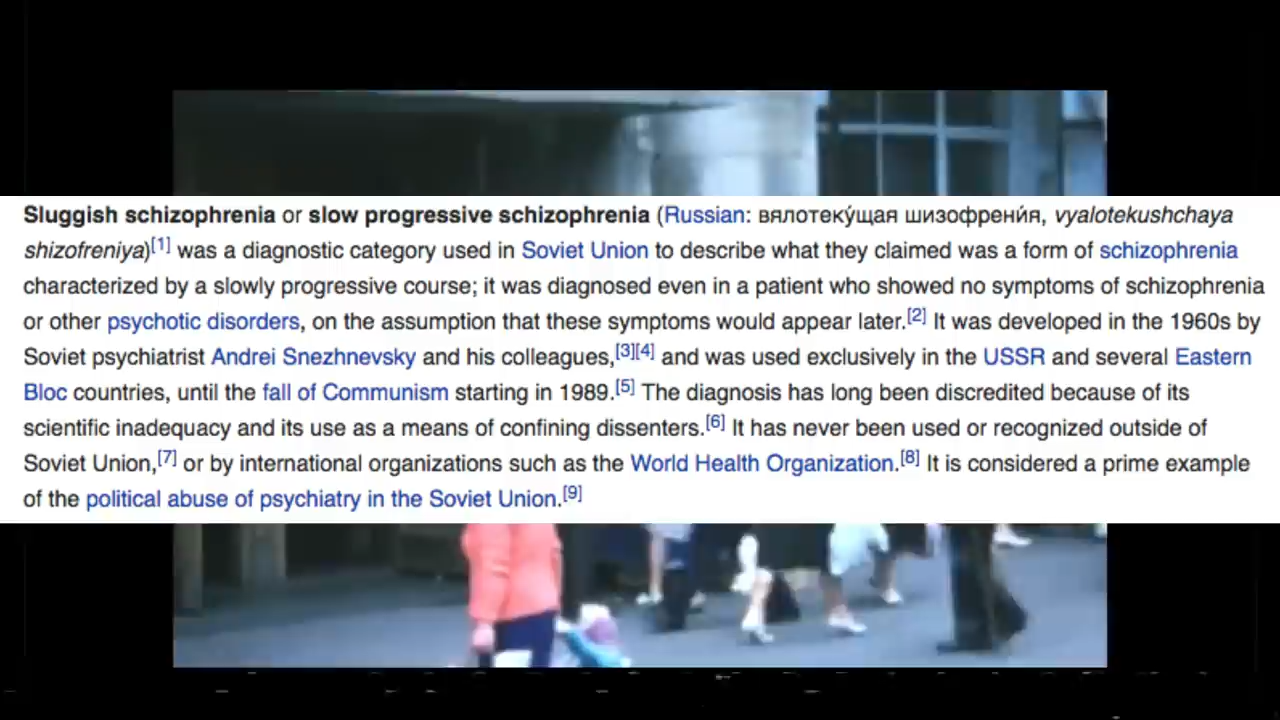 Sluggish schizophrenia or slow progressive schizophrenia (Russian: вялотеку́щая шизофрени́я, vyalotekushchaya
shizofreniya)[1] was a diagnostic category used in Soviet Union to describe what they claimed was a form of schizophrenia
characterized by a slowly progressive course; it was diagnosed even in a patient who showed no symptoms of schizophrenia
or other psychotic disorders, on the assumption that these symptoms would appear later.[2] It was developed in the 1960s by
Soviet psychiatrist Andrei Snezhnevsky and his colleagues,[3][4] and was used exclusively in the USSR and several Eastern
Bloc countries, until the fall of Communism starting in 1989.[5] The diagnosis has long been discredited because of its
scientific inadequacy and its use as a means of confining dissenters.[6] It has never been used or recognized outside of
Soviet Union,[7] or by international organizations such as the World Health Organization.[8] It is considered a prime example
of the political abuse of psychiatry in the Soviet Union.[9]